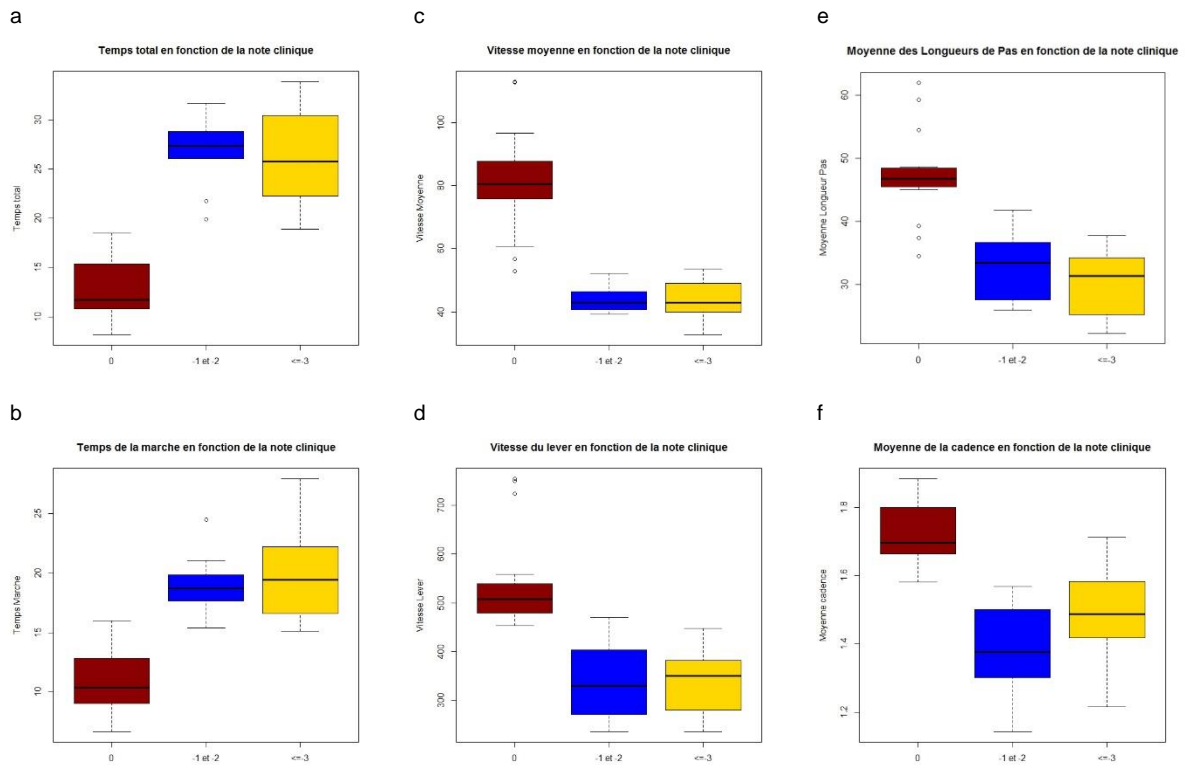 a
Temps total en fonction de la note clinique
Temps total
10 15 20 25 30
0 -1 et -2 <=-3
c
Vitesse moyenne en fonction de la note clinique
Vitesse Moyenne
40 60 80 100
0 -1 et -2 <=-3
e
Moyenne des Longueurs de Pas en fonction de la note clinique
Moyenne Longueur Pas
30 40 50 60
0 -1 et -2 <=-3
b
Temps de la marche en fonction de la note clinique
Temps Marche
10 15 20 25
0 -1 et -2 <=-3
d
Vitesse du lever en fonction de la note clinique
Vitesse Lever
300 400 500 600 700
0 -1 et -2 <=-3
f
Moyenne de la cadence en fonction de la note clinique
Moyenne cadence
1.2 1.4 1.6 1.8
0 -1 et -2 <=-3